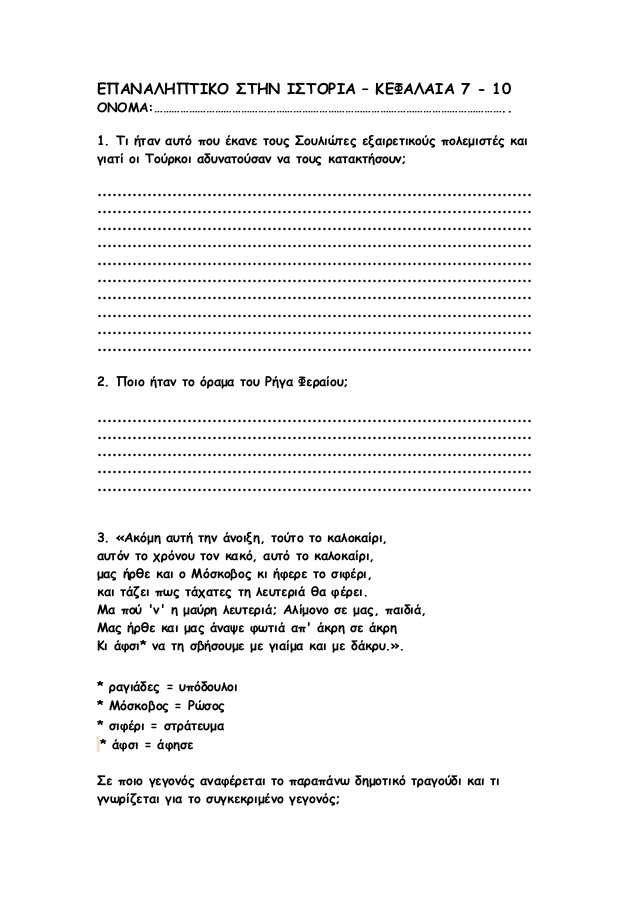 ΕΠΑΝΑΛΗΠΤΙΚΟ ΣΤΗΝ ΙΣΤΟΡΙΑ – ΚΕΦΑΛΑΙΑ 7 - 10
ΟΝΟΜΑ:……………………………………………………………………………………………………………..
1. Τι ήταν αυτό που έκανε τους Σουλιώτες εξαιρετικούς πολεμιστές και
γιατί οι Τούρκοι αδυνατούσαν να τους κατακτήσουν;
2. Ποιο ήταν το όραμα του Ρήγα Φεραίου;
3. «Ακόμη αυτή την άνοιξη, τούτο το καλοκαίρι,
αυτόν το χρόνου τον κακό, αυτό το καλοκαίρι,
μας ήρθε και ο Μόσκοβος κι ήφερε το σιφέρι,
και τάζει πως τάχατες τη λευτεριά θα φέρει.
Μα πού 'ν' η μαύρη λευτεριά; Αλίμονο σε μας, παιδιά,
Μας ήρθε και μας άναψε φωτιά απ' άκρη σε άκρη
Κι άφσι* να τη σβήσουμε με γιαίμα και με δάκρυ.».
* ραγιάδες = υπόδουλοι
* Μόσκοβος = Ρώσος
* σιφέρι = στράτευμα
* άφσι = άφησε
Σε ποιο γεγονός αναφέρεται το παραπάνω δημοτικό τραγούδι και τι
γνωρίζεται για το συγκεκριμένο γεγονός;